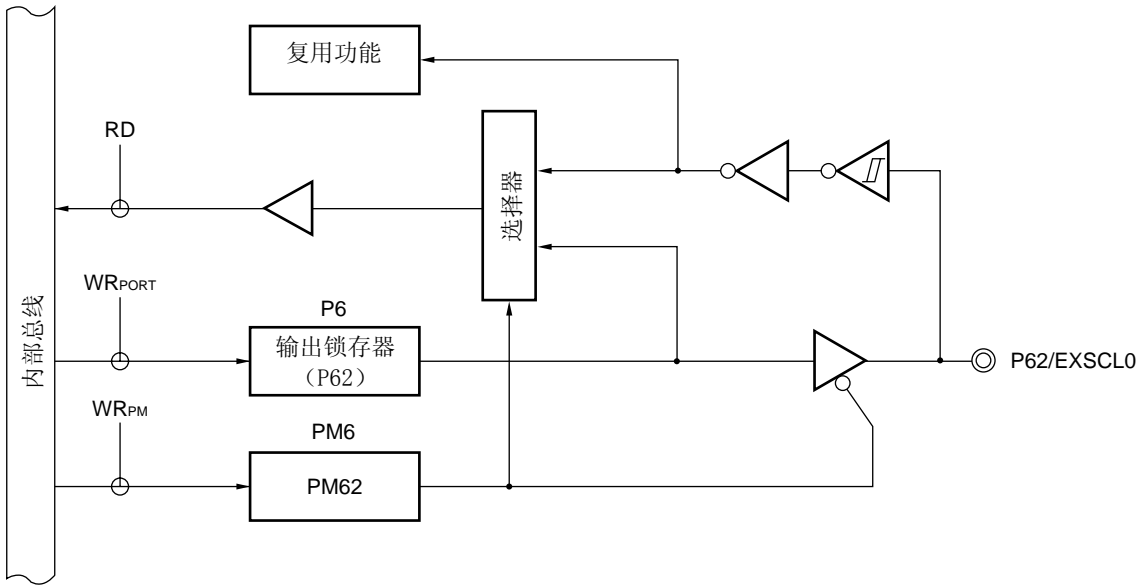 复用功能
RD
选择器
内部总线
WRPORT
P6
输出锁存器
（P62）
P62/EXSCL0
WRPM
PM6
PM62